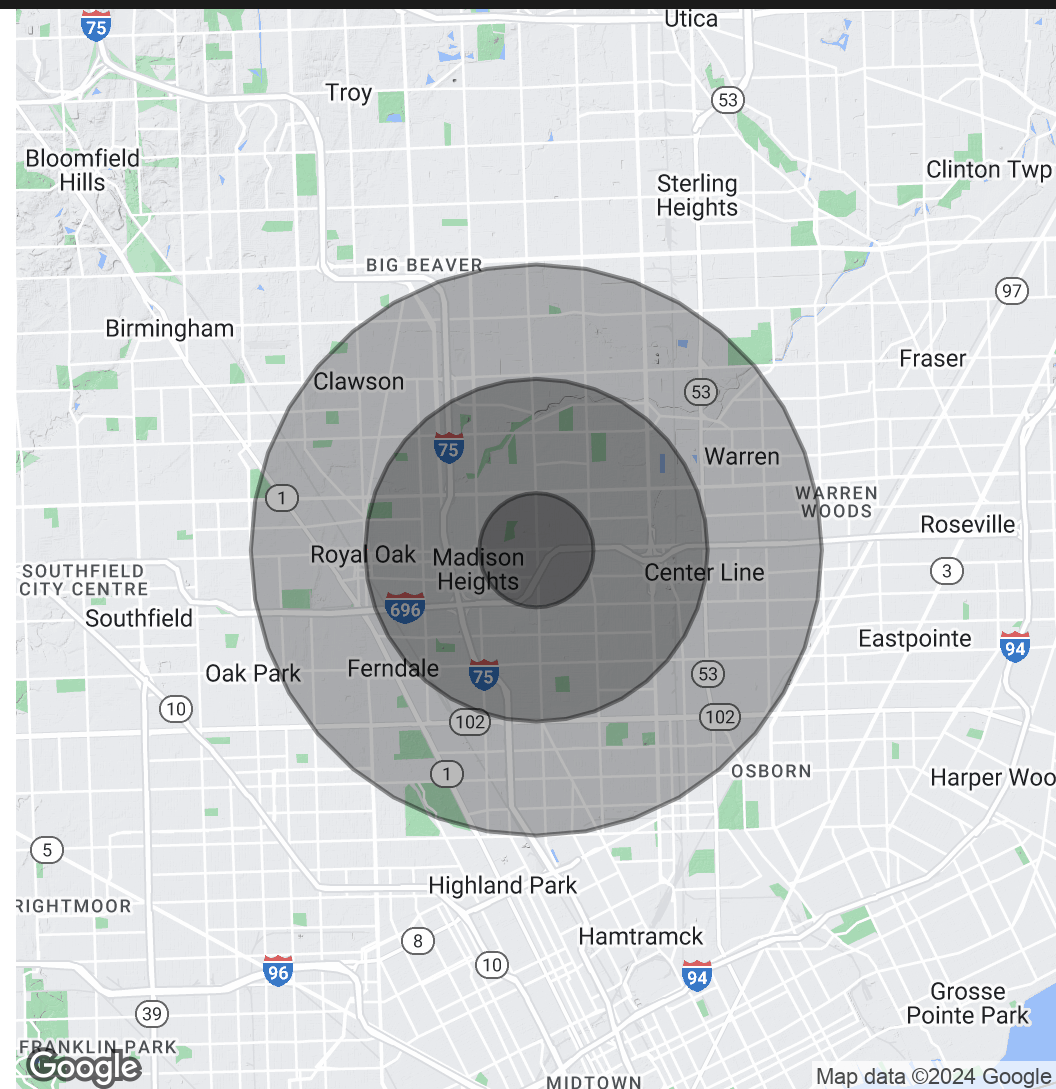 Utica
75
Troy
53
Bloomfield
Hills
Clinton Twp
Sterling
Heights
BIG BEAVER
97
Birmingham
Fraser
Clawson
53
75
Warren
WARREN
WOODS
1
Roseville
Royal Oak
Madison
Heights
Center Line
3
SOUTHFIELD
CITY CENTRE
696
Southfield
Eastpointe
94
Oak Park
Ferndale
75
53
10
102
102
1
OSBORN
Harper Woo
5
Highland Park
RIGHTMOOR
8
Hamtramck
10
96
94
Grosse
Pointe Park
39
FRANKLIN PARK
Google
Map data ©2024 Google
MIDTOWN